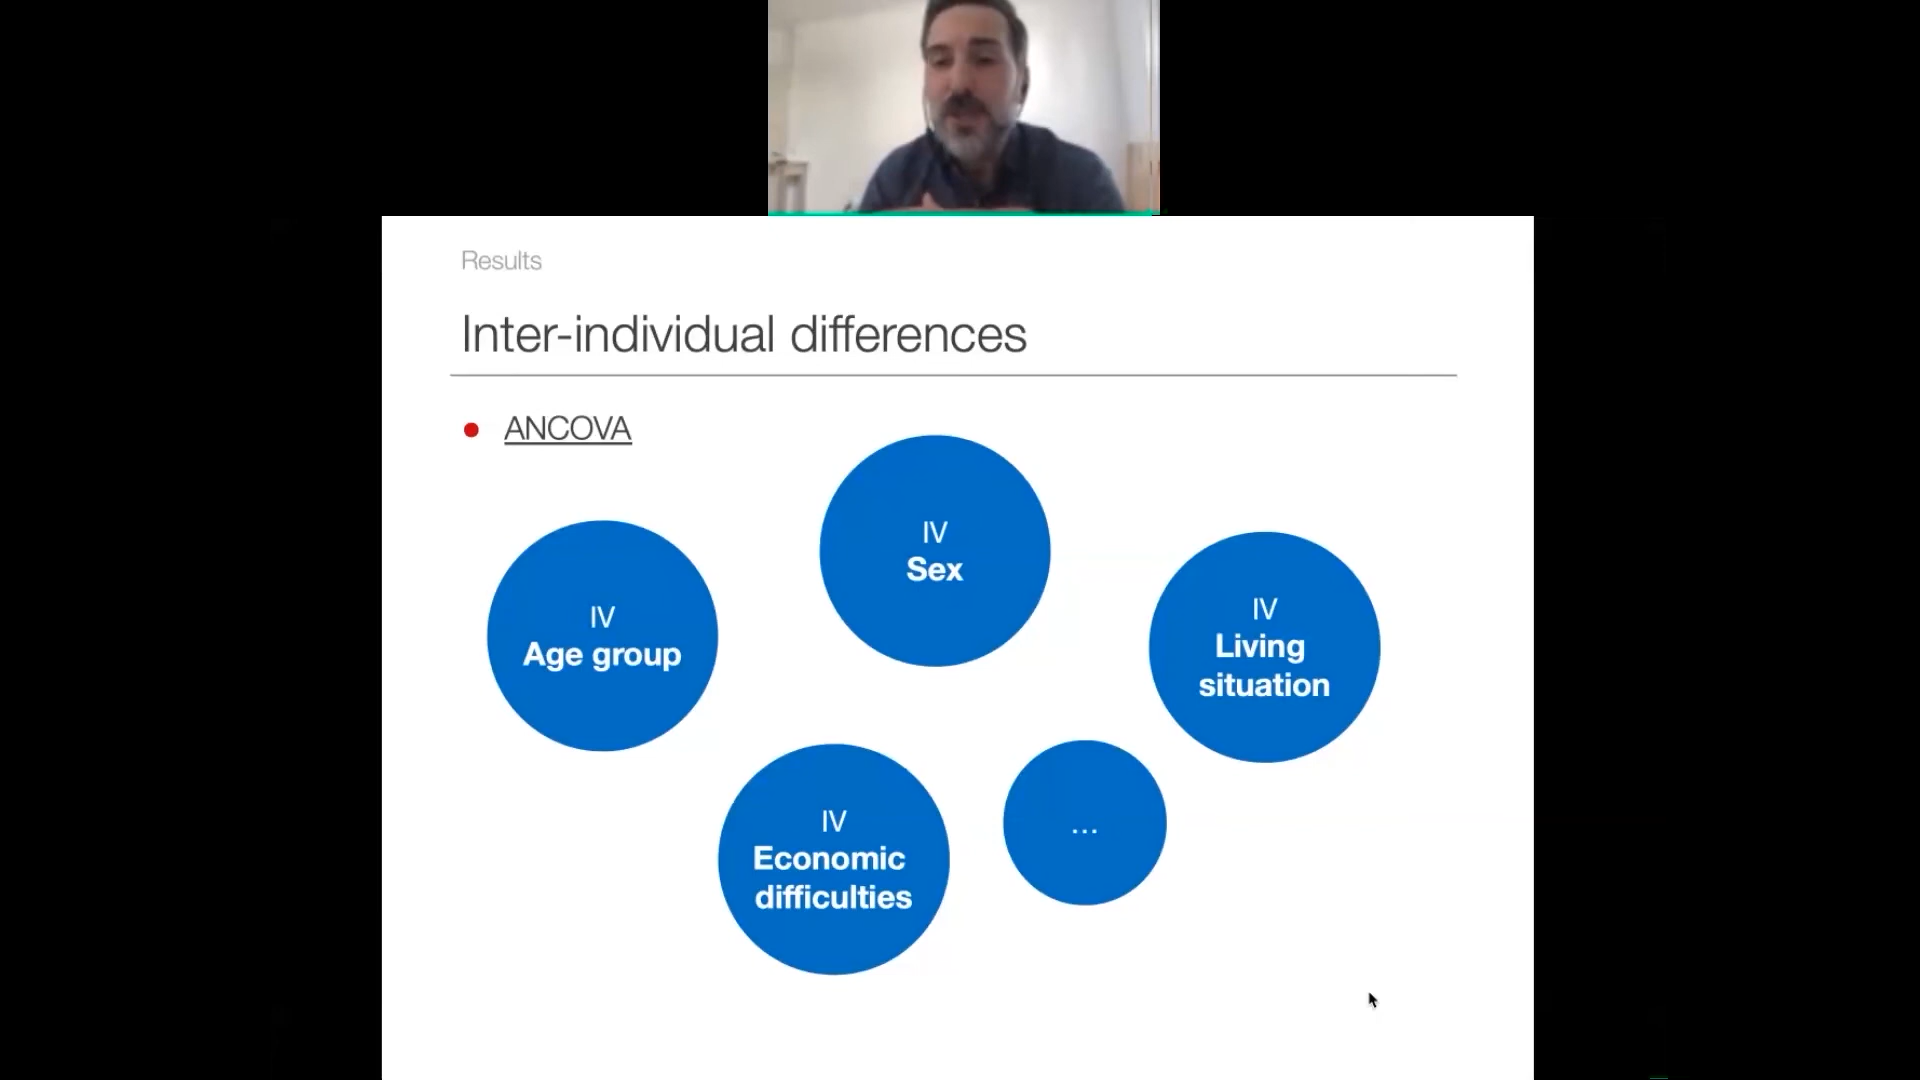 Results
Inter-individual differences
ANCOVA
IV
Sex
IV
Age group
IV
Living
situation
IV
Economic
difficulties
...